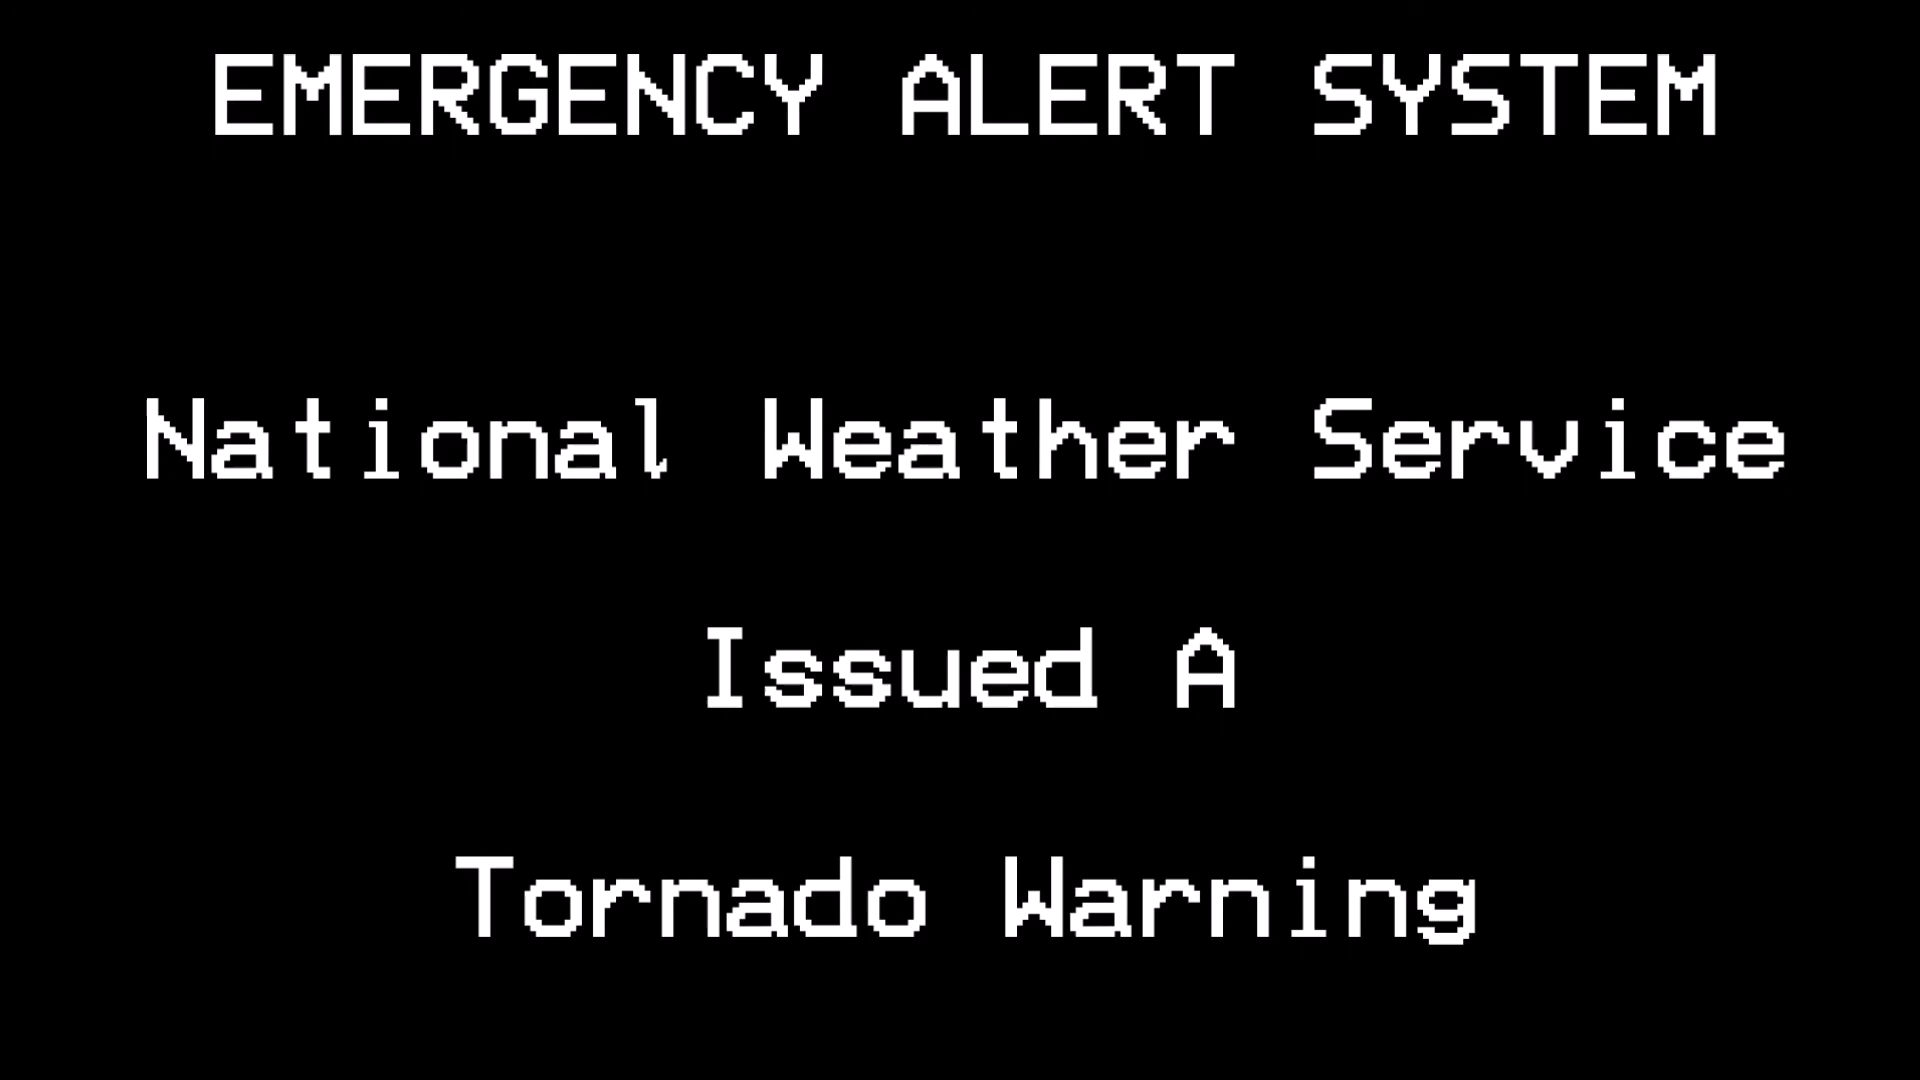 EMERGENCY ALERT SYSTEM
National Weather Service
Issued A
Tornado Warning